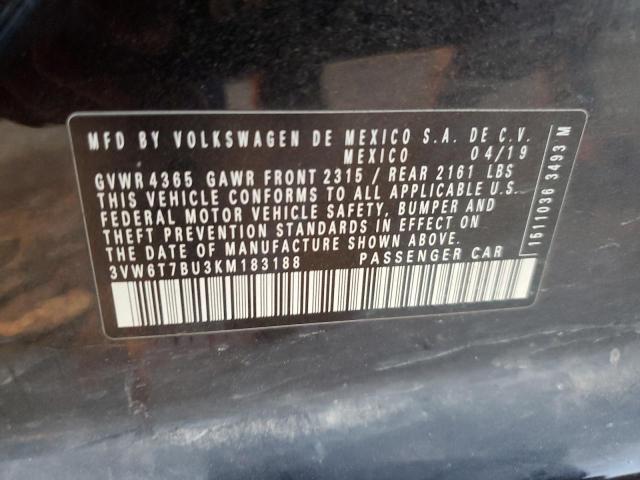 MFD BY VOLKSWAGEN DE MEXICO S.A. DE C.V.
MEXICO 04/19
GVWR 4365 GAWR FRONT 2315 / REAR 2161 LBS
THIS VEHICLE CONFORMS TO ALL APPLICABLE U.S.
FEDERAL MOTOR VEHICLE SAFETY, BUMPER AND
THEFT PREVENTION STANDARDS IN EFFECT ON
THE DATE OF MANUFACTURE SHOWN ABOVE.
3VW6T7BU3KM183188 PASSENGER CAR
1611036 3493 M